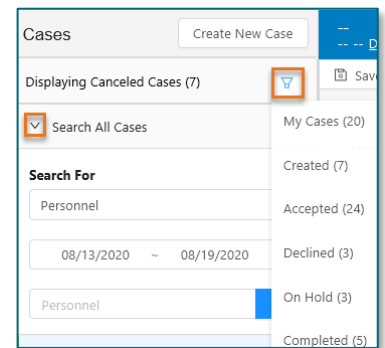 Cases
Create New Case
--
-- -- D
Displaying Canceled Cases (7)
Sav
Search All Cases
My Cases (20)
Created (7)
Search For
Personnel
Accepted (24)
08/13/2020 ~ 08/19/2020
Declined (3)
Personnel
On Hold (3)
Completed (5)